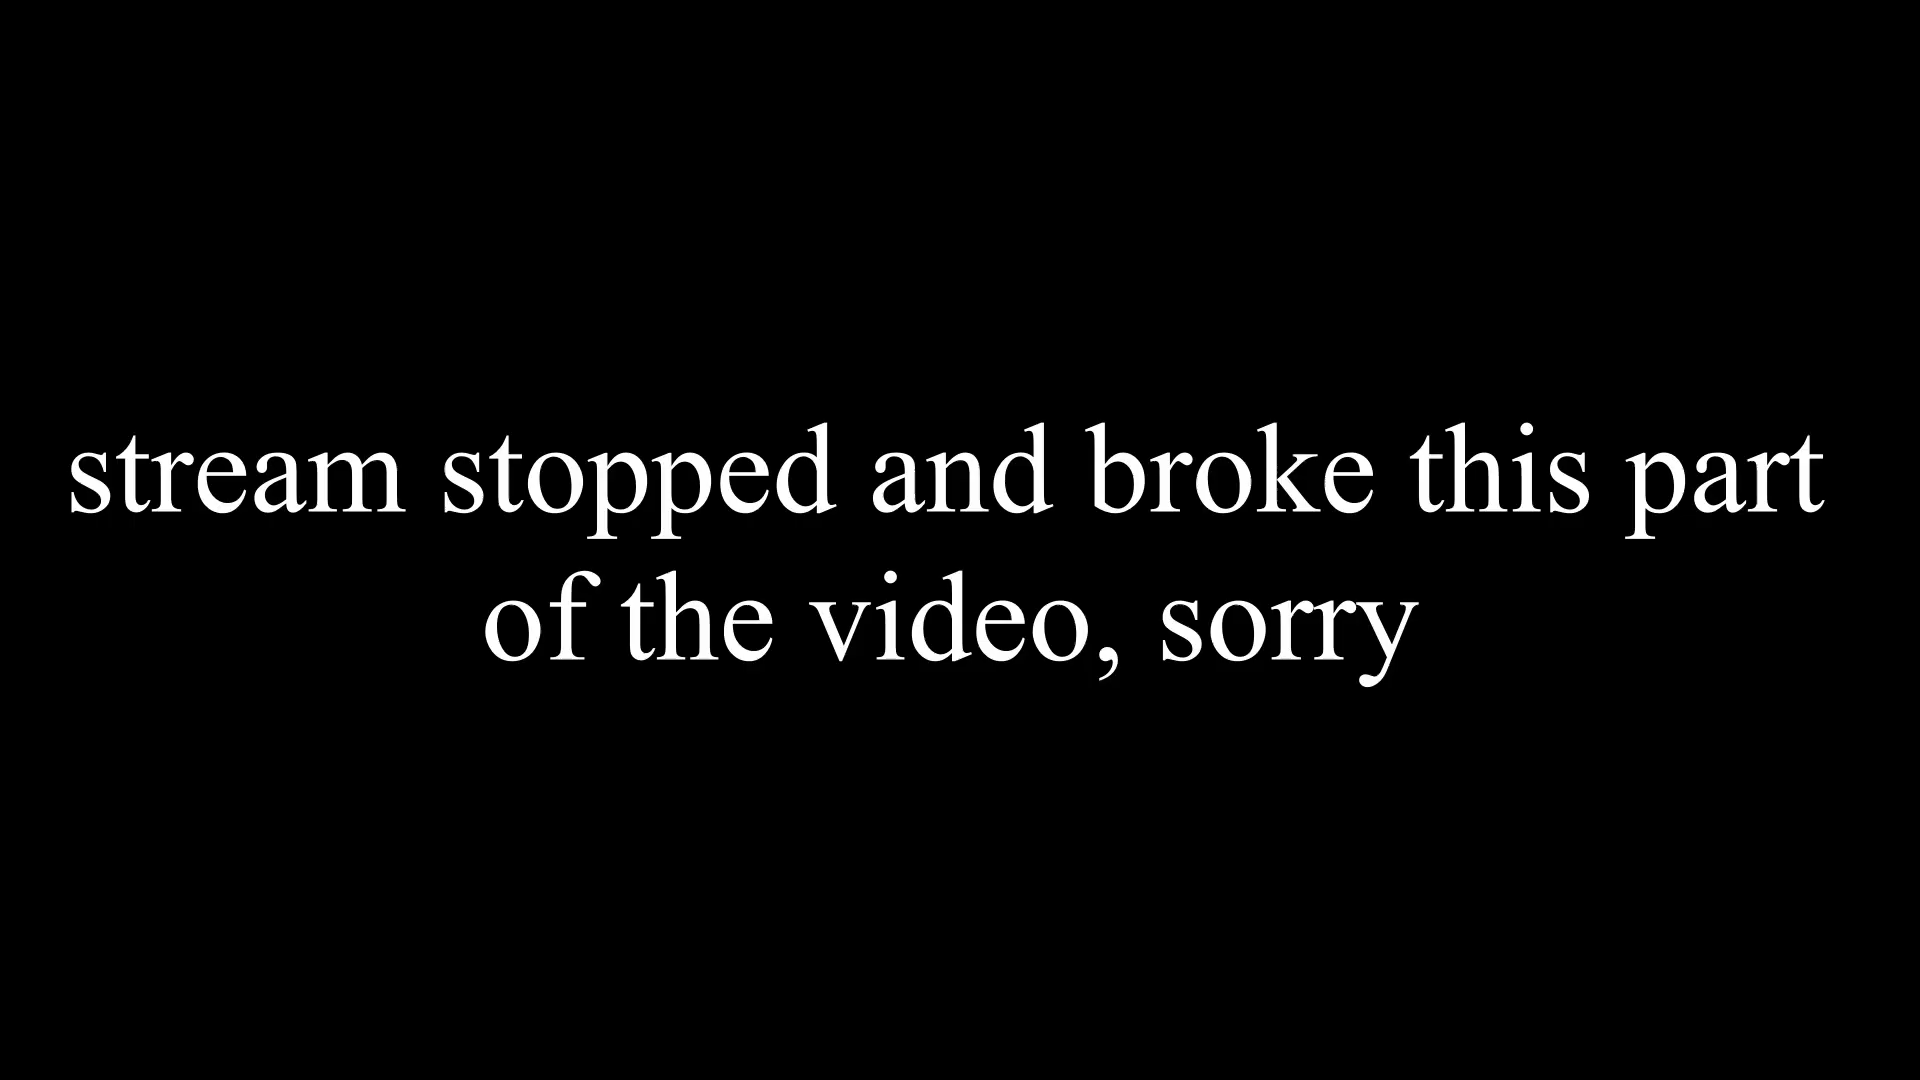 stream stopped and broke this part
of the video, sorry